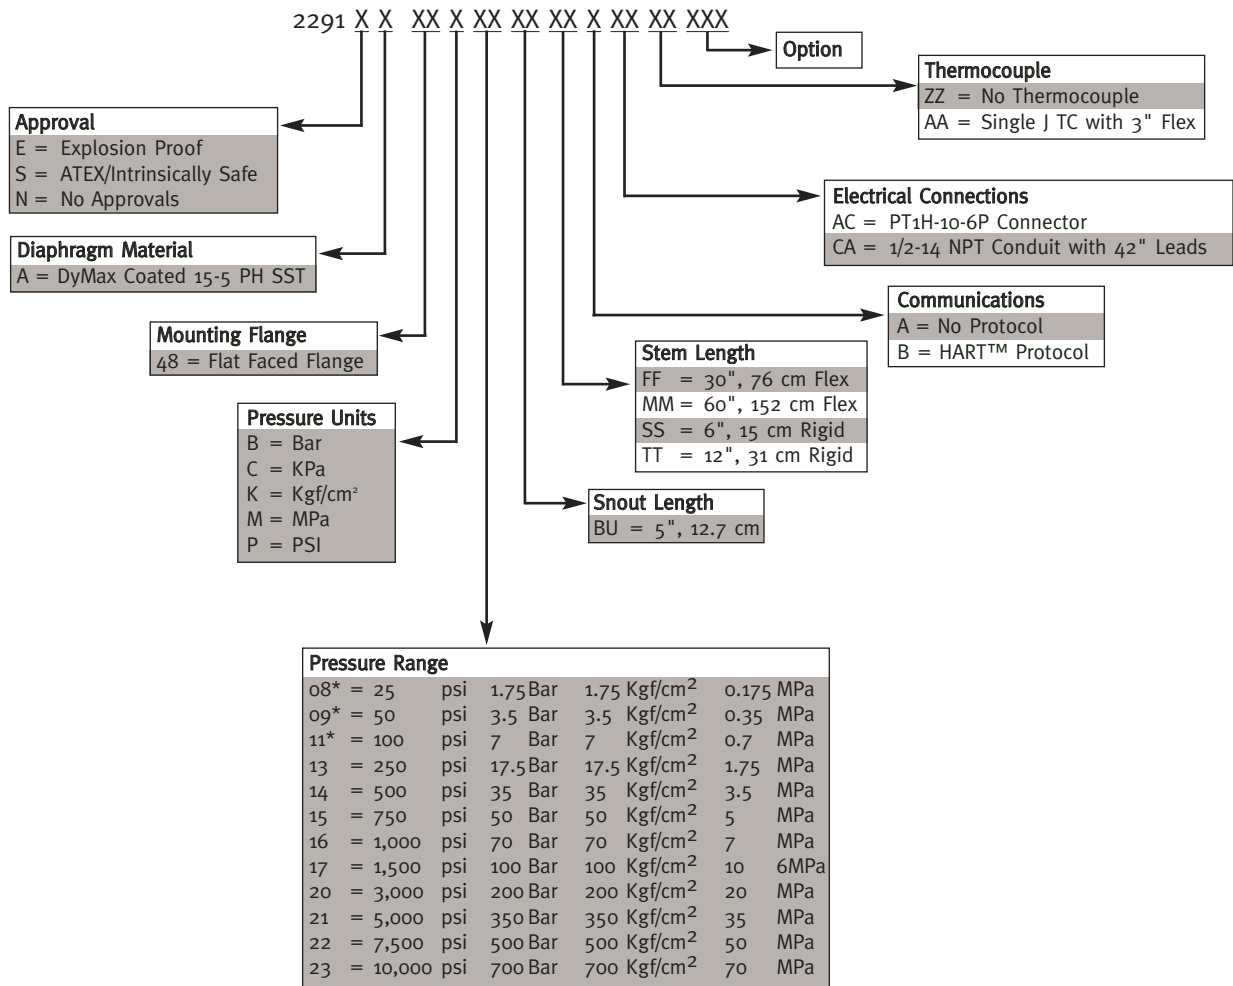 2291 X X XX X XX XX XX X XX XX XXX
Option
Thermocouple
ZZ = No Thermocouple
AA = Single J TC with 3" Flex
Approval
E = Explosion Proof
S = ATEX/Intrinsically Safe
N = No Approvals
Electrical Connections
AC = PT1H-10-6P Connector
CA = 1/2-14 NPT Conduit with 42" Leads
Diaphragm Material
A = DyMax Coated 15-5 PH SST
Communications
A = No Protocol
B = HART™ Protocol
Mounting Flange
48 = Flat Faced Flange
Stem Length
FF = 30", 76 cm Flex
MM = 60", 152 cm Flex
SS = 6", 15 cm Rigid
TT = 12", 31 cm Rigid
Pressure Units
B = Bar
C = KPa
K = Kgf/cm²
M = MPa
P = PSI
Snout Length
BU = 5", 12.7 cm
Pressure Range
08* = 25 psi 1.75 Bar 1.75 Kgf/cm² 0.175 MPa
09* = 50 psi 3.5 Bar 3.5 Kgf/cm² 0.35 MPa
11* = 100 psi 7 Bar 7 Kgf/cm² 0.7 MPa
13 = 250 psi 17.5 Bar 17.5 Kgf/cm² 1.75 MPa
14 = 500 psi 35 Bar 35 Kgf/cm² 3.5 MPa
15 = 750 psi 50 Bar 50 Kgf/cm² 5 MPa
16 = 1,000 psi 70 Bar 70 Kgf/cm² 7 MPa
17 = 1,500 psi 100 Bar 100 Kgf/cm² 10 6MPa
20 = 3,000 psi 200 Bar 200 Kgf/cm² 20 MPa
21 = 5,000 psi 350 Bar 350 Kgf/cm² 35 MPa
22 = 7,500 psi 500 Bar 500 Kgf/cm² 50 MPa
23 = 10,000 psi 700 Bar 700 Kgf/cm² 70 MPa